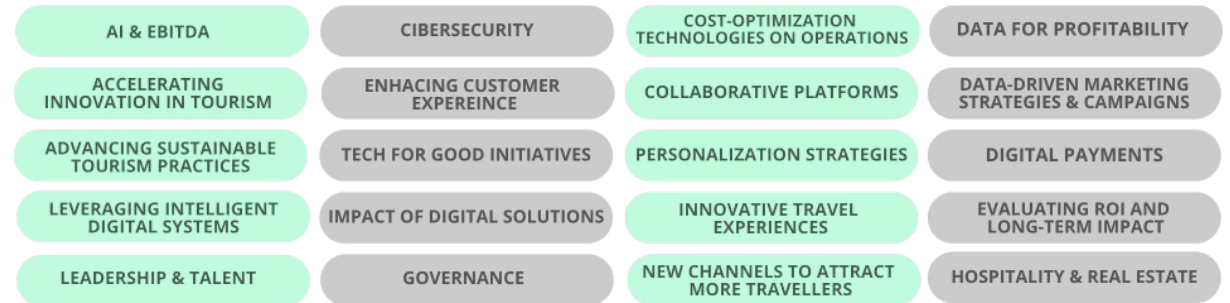 AI & EBITDA
CIBERSECURITY
COST-OPTIMIZATION
TECHNOLOGIES ON OPERATIONS
DATA FOR PROFITABILITY
ACCELERATING
INNOVATION IN TOURISM
ENHACING CUSTOMER
EXPEREINCE
COLLABORATIVE PLATFORMS
DATA-DRIVEN MARKETING
STRATEGIES & CAMPAIGNS
ADVANCING SUSTAINABLE
TOURISM PRACTICES
TECH FOR GOOD INITIATIVES
PERSONALIZATION STRATEGIES
DIGITAL PAYMENTS
LEVERAGING INTELLIGENT
DIGITAL SYSTEMS
IMPACT OF DIGITAL SOLUTIONS
INNOVATIVE TRAVEL
EXPERIENCES
EVALUATING ROI AND
LONG-TERM IMPACT
LEADERSHIP & TALENT
GOVERNANCE
NEW CHANNELS TO ATTRACT
MORE TRAVELLERS
HOSPITALITY & REAL ESTATE